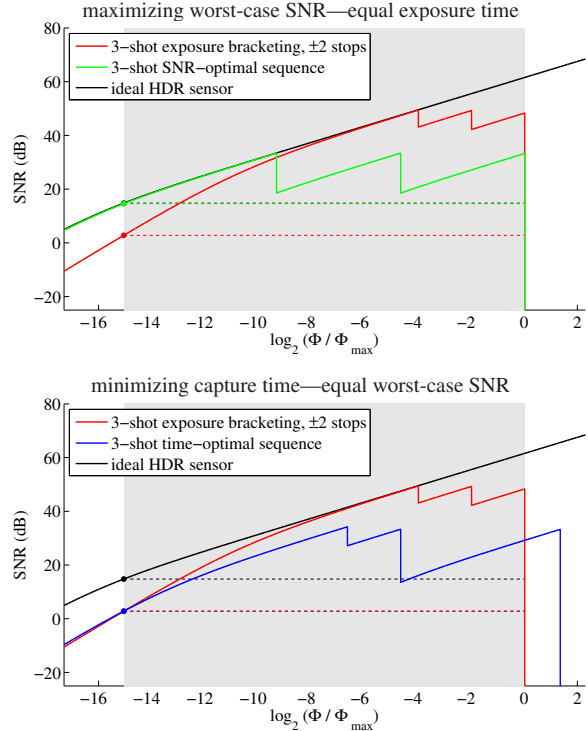 maximizing worst-case SNR—equal exposure time
80
60
40
20
0
−20
SNR (dB)
3−shot exposure bracketing, ±2 stops
3−shot SNR−optimal sequence
ideal HDR sensor
−16 −14 −12 −10 −8 −6 −4 −2 0 2
log2 (Φ / Φmax)
minimizing capture time—equal worst-case SNR
80
60
40
20
0
−20
SNR (dB)
3−shot exposure bracketing, ±2 stops
3−shot time−optimal sequence
ideal HDR sensor
−16 −14 −12 −10 −8 −6 −4 −2 0 2
log2 (Φ / Φmax)